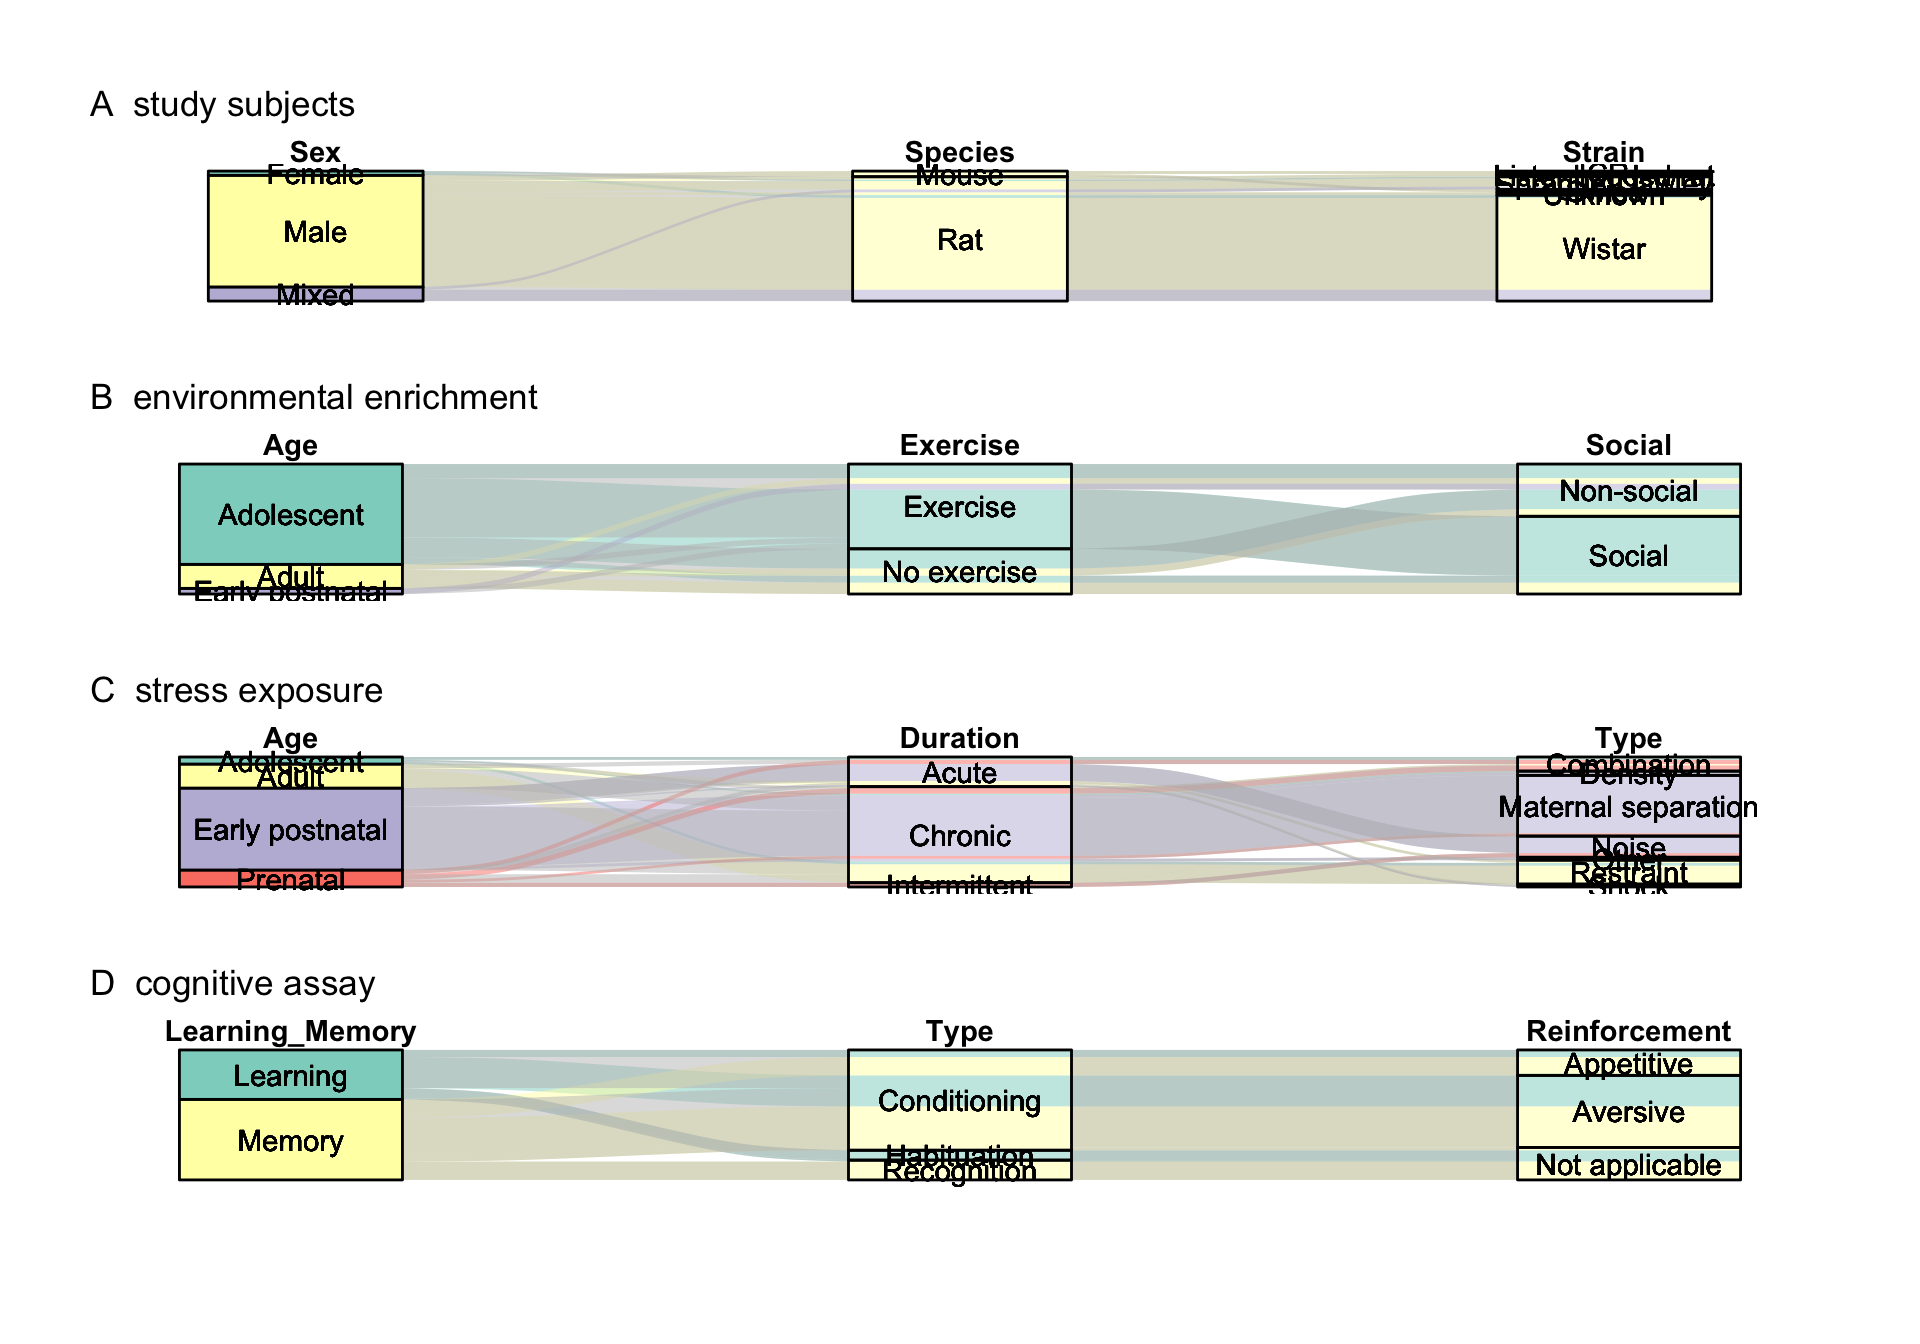 A study subjects
Sex Species Strain
Female Mouse
Unknown
Male Rat Wistar
Mixed
B environmental enrichment
Age Exercise Social
Adolescent Exercise Non-social
Adult No exercise Social
Early postnatal
C stress exposure
Age Duration Type
Adolescent Acute Combination
Adult Density
Early postnatal Chronic Maternal separation
Noise
Other
Prenatal Intermittent Restraint
Shock
D cognitive assay
Learning_Memory Type Reinforcement
Learning Conditioning Appetitive
Memory Habituation Aversive
Recognition Not applicable